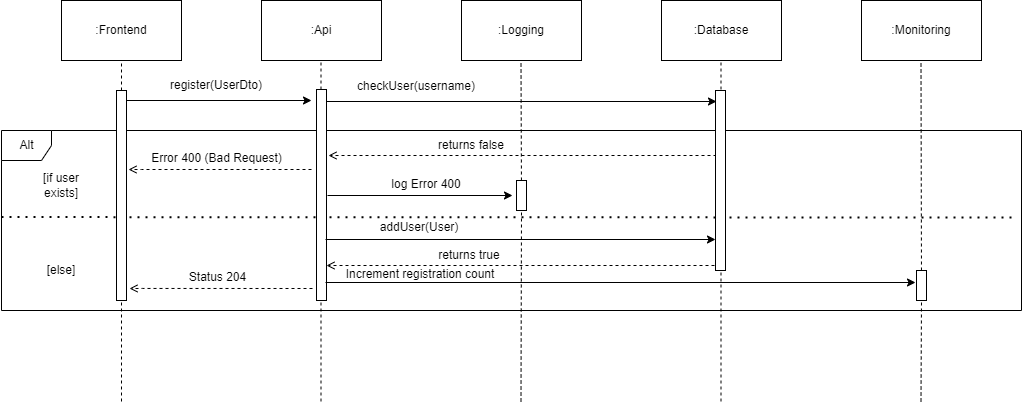 :Frontend
:Api
:Logging
:Database
:Monitoring
register(UserDto)
checkUser(username)
Alt
returns false
Error 400 (Bad Request)
[if user
exists]
log Error 400
addUser(User)
returns true
[else]
Status 204
Increment registration count